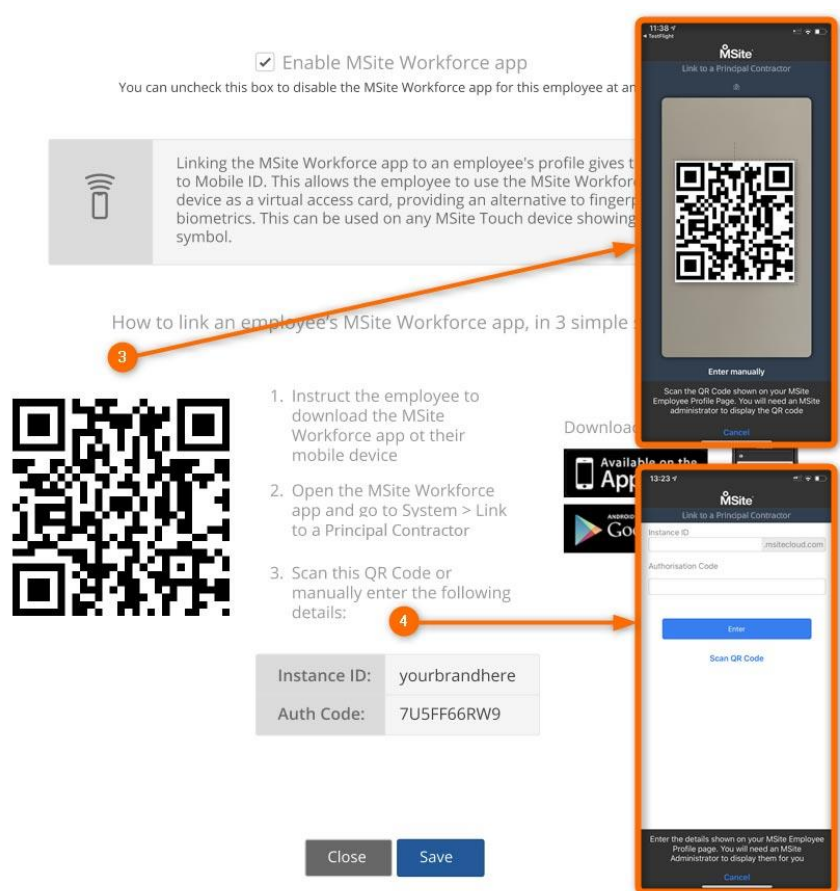 Enable MSite Workforce app
You can uncheck this box to disable the MSite Workforce app for this employee at an
Linking the MSite Workforce app to an employee's profile gives t
to Mobile ID. This allows the employee to use the MSite Workfor
device as a virtual access card, providing an alternative to fingerp
biometrics. This can be used on any MSite Touch device showing
symbol.
How to link an employee's MSite Workforce app, in 3 simple
3
1. Instruct the employee to
download the MSite
Workforce app ot their
mobile device
2. Open the MSite Workforce
app and go to System > Link
to a Principal Contractor
3. Scan this QR Code or
manually enter the following
details:
4
Instance ID: yourbrandhere
Auth Code: 7U5FF66RW9
Close
Save
Download
Available on the
App
ANDROID
Goo
11:38
TestFlight
MSite
Link to a Principal Contractor
Enter manually
Scan the QR Code shown on your MSite
Employee Profile Page. You will need an MSite
administrator to display the QR code
Cancel
13:23
MSite
Link to a Principal Contractor
Instance ID
.msitecloud.com
Authorisation Code
Enter
Scan QR Code
Enter the details shown on your MSite Employee
Profile page. You will need an MSite
Administrator to display them for you
Cancel